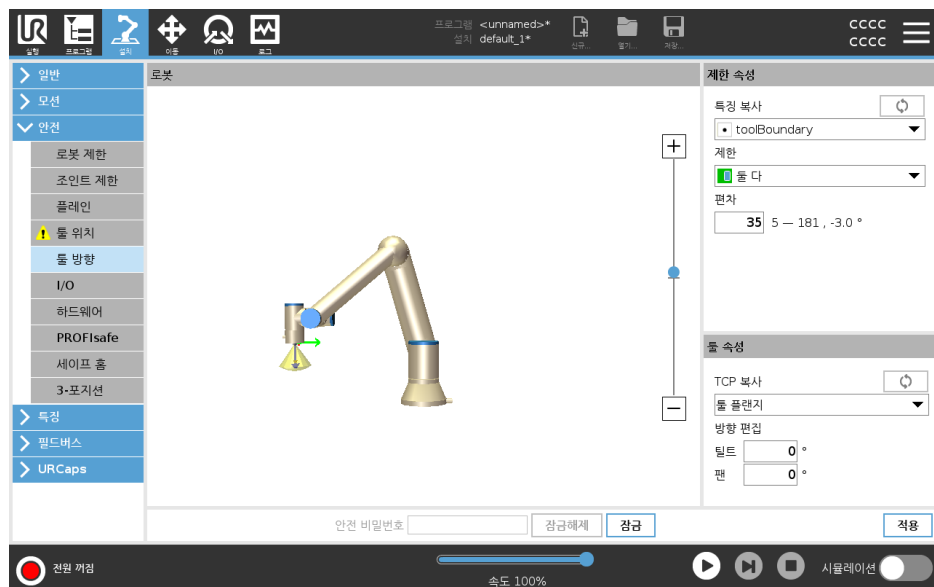 실행
프로그램
설치
이동
I/O
로그
프로그램 <unnamed>*
설치 default_1*
신규...
열기...
저장...
cccc
cccc
일반
모션
안전
로봇 제한
조인트 제한
플레인
툴 위치
툴 방향
I/O
하드웨어
PROFIsafe
세이프 홈
3-포지션
특징
필드버스
URCaps
로봇
제한 속성
특징 복사
toolBoundary
제한
둘 다
편차
35 5 — 181 , -3.0 °
툴 속성
TCP 복사
툴 플랜지
방향 편집
틸트 0 °
팬 0 °
안전 비밀번호
잠금해제
잠금
적용
전원 꺼짐
속도 100%
시뮬레이션